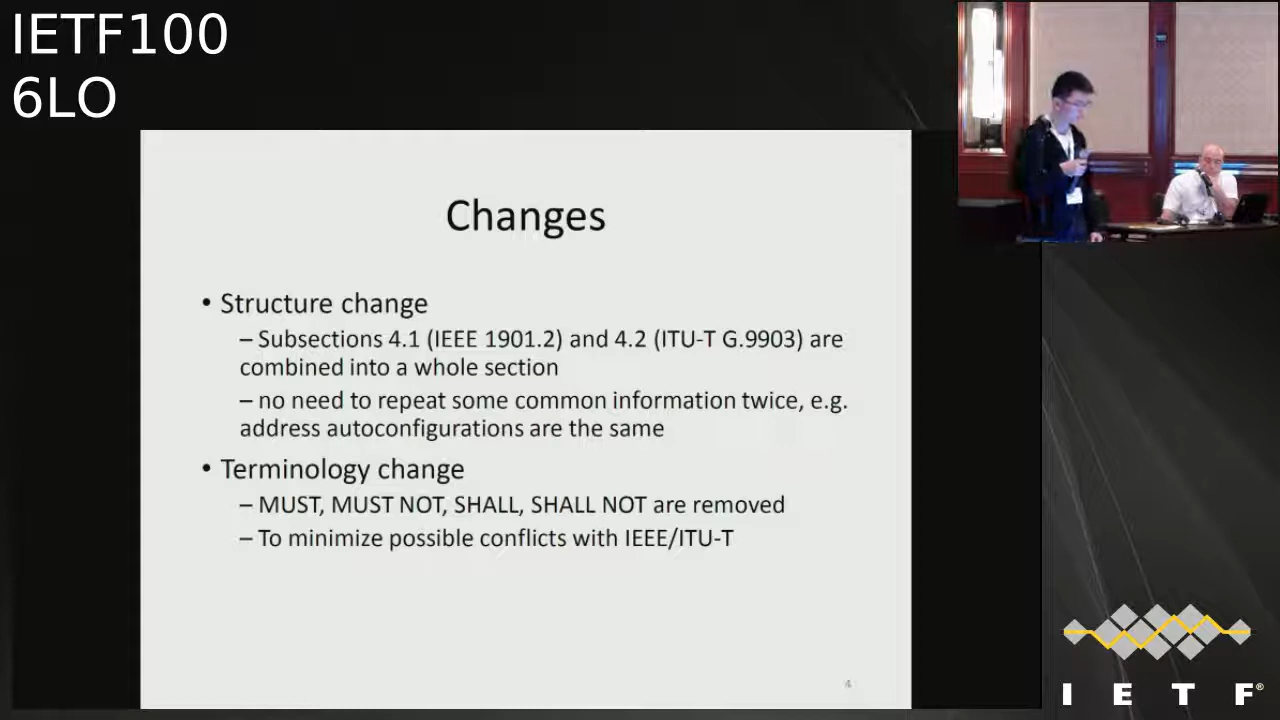 IETF100
6LO
Changes
• Structure change
– Subsections 4.1 (IEEE 1901.2) and 4.2 (ITU-T G.9903) are
combined into a whole section
– no need to repeat some common information twice, e.g.
address autoconfigurations are the same
• Terminology change
– MUST, MUST NOT, SHALL, SHALL NOT are removed
– To minimize possible conflicts with IEEE/ITU-T
4
I E T F®